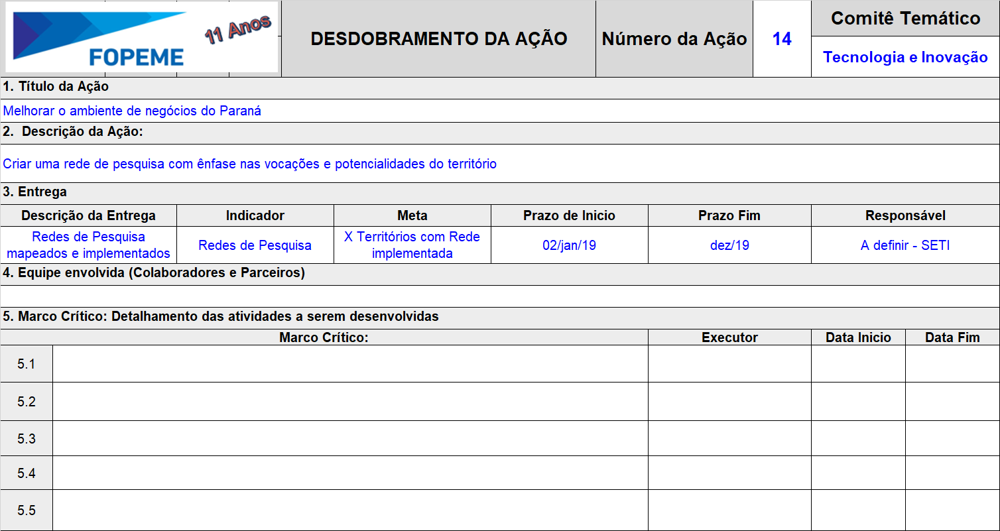 11 Anos
FOPEME
DESDOBRAMENTO DA AÇÃO
Número da Ação
14
Comitê Temático
Tecnologia e Inovação
1. Título da Ação
Melhorar o ambiente de negócios do Paraná
2. Descrição da Ação:
Criar uma rede de pesquisa com ênfase nas vocações e potencialidades do território
3. Entrega
Descrição da Entrega Indicador Meta Prazo de Inicio Prazo Fim Responsável
Redes de Pesquisa
mapeados e implementados
Redes de Pesquisa
X Territórios com Rede
implementada
02/jan/19
dez/19
A definir - SETI
4. Equipe envolvida (Colaboradores e Parceiros)
5. Marco Crítico: Detalhamento das atividades a serem desenvolvidas
Marco Crítico: Executor Data Inicio Data Fim
5.1
5.2
5.3
5.4
5.5